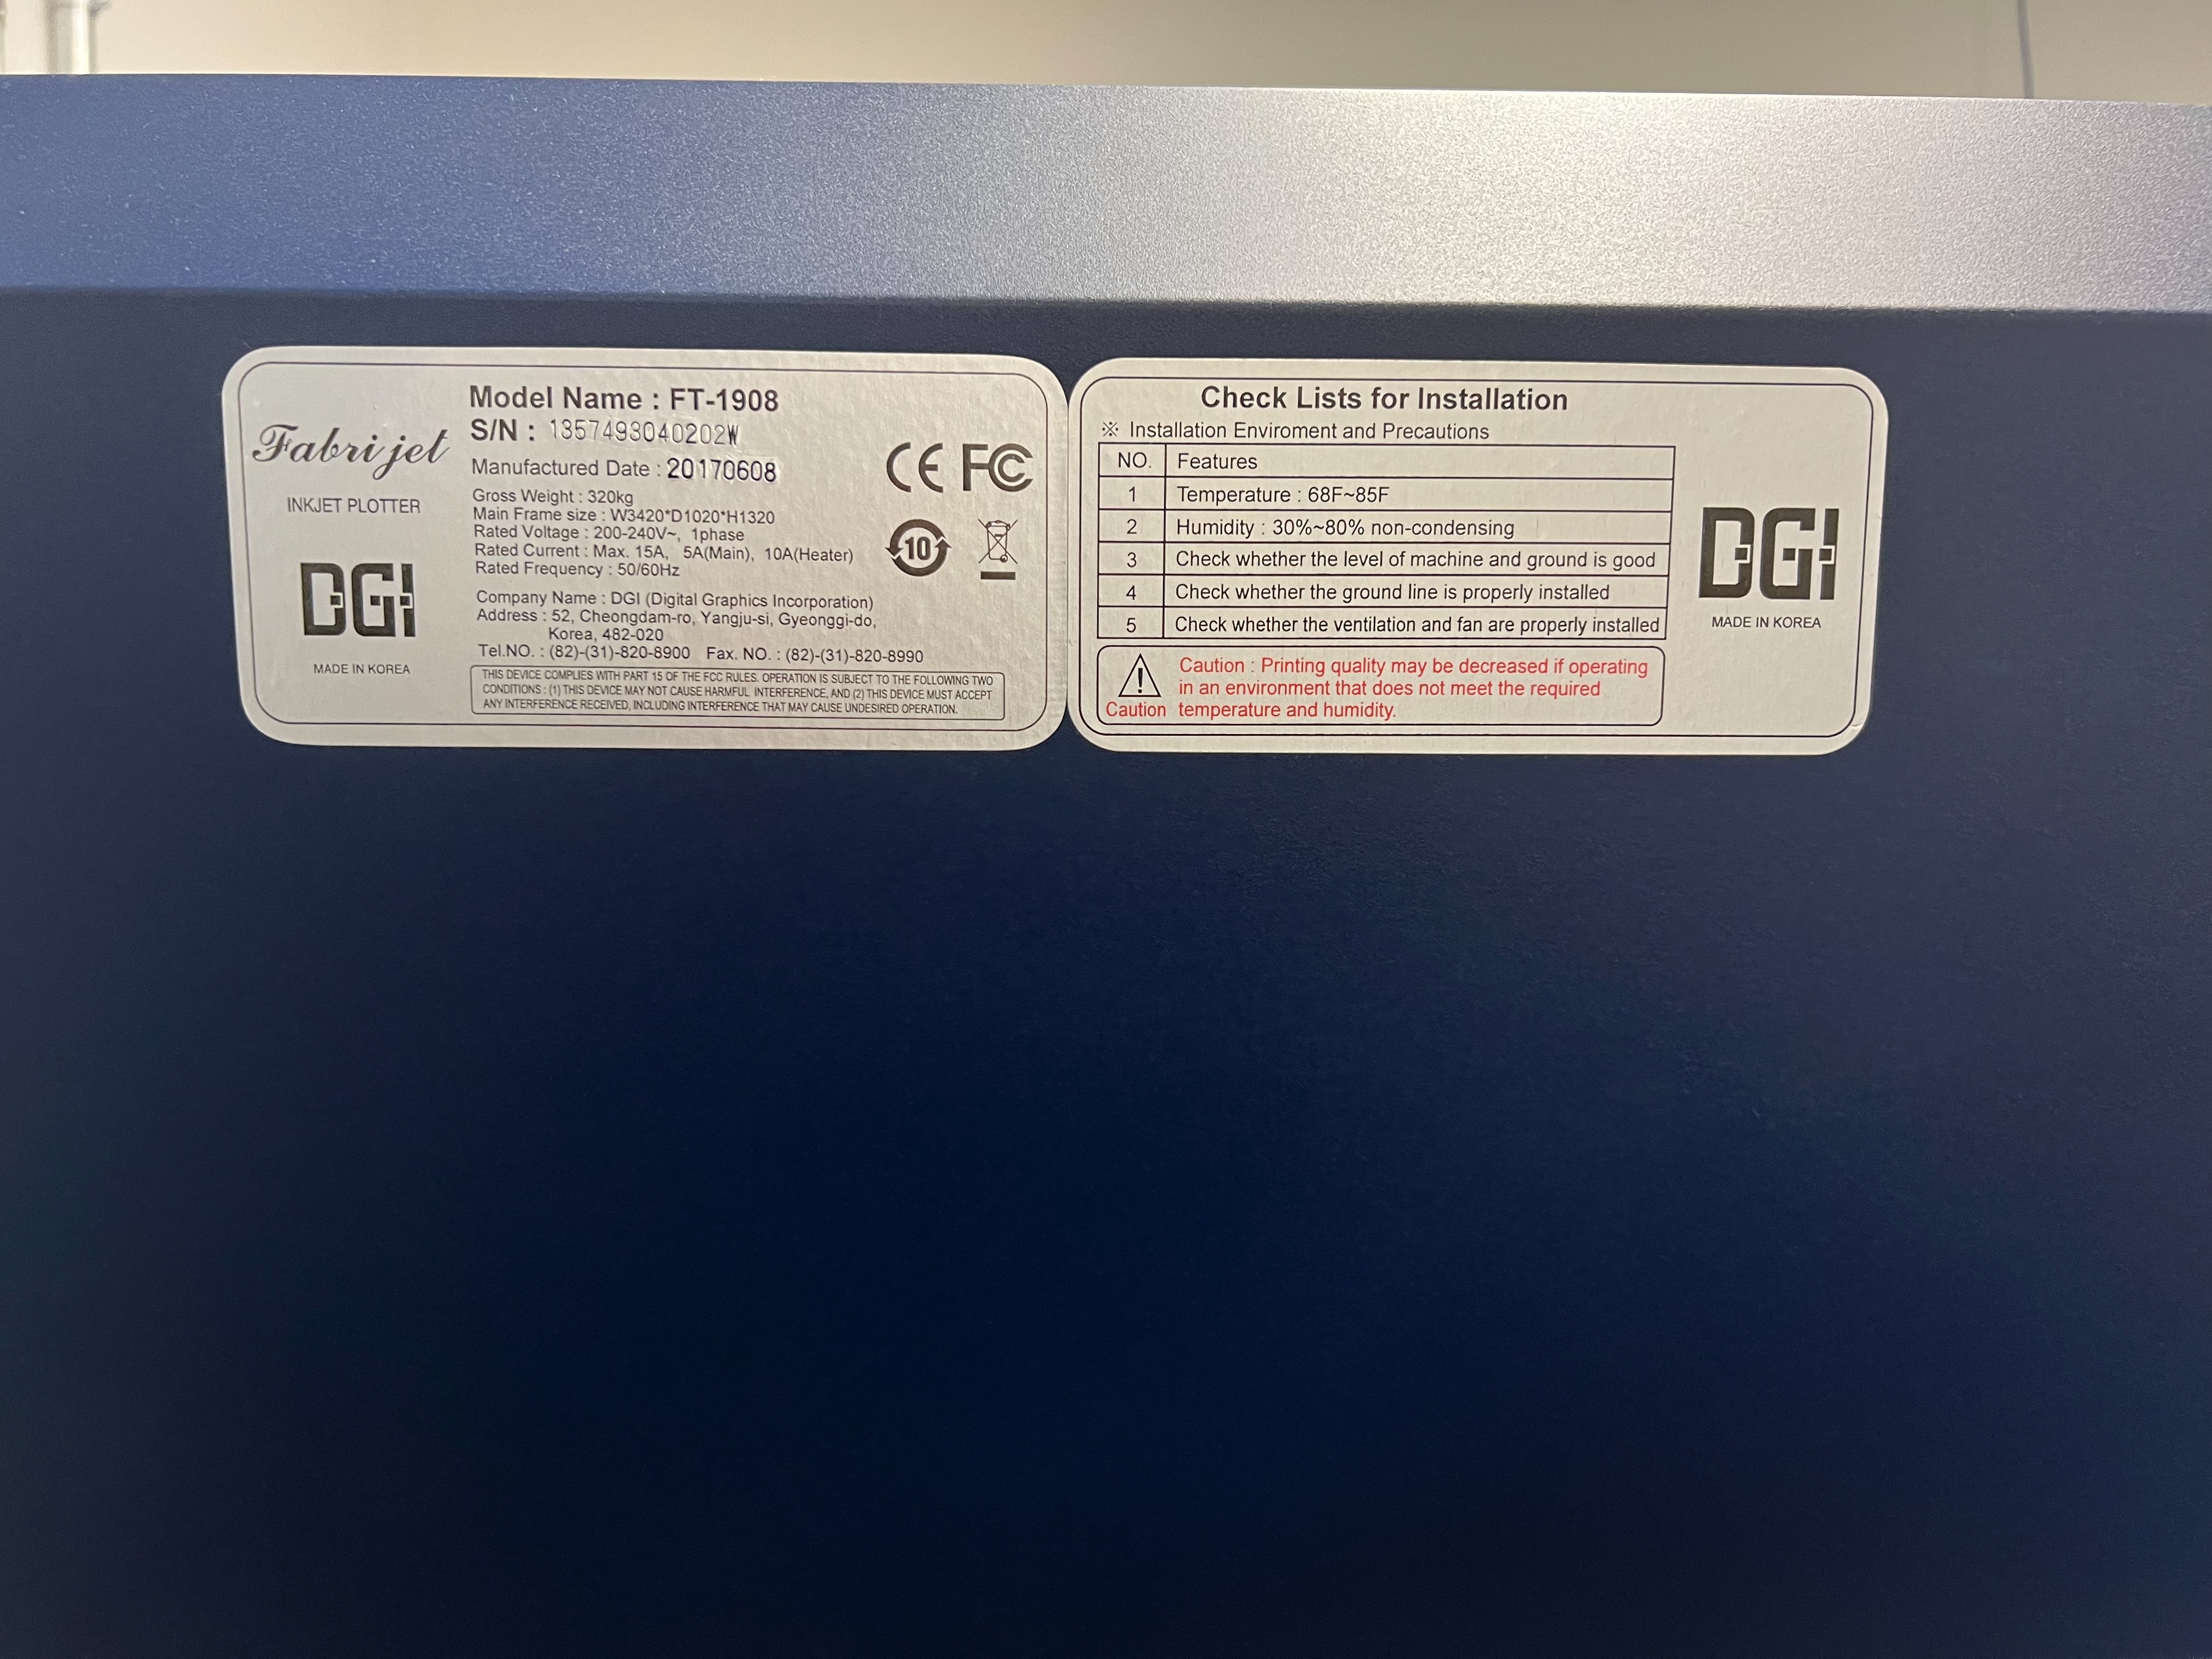 Fabrijet
INKJET PLOTTER
DGI
MADE IN KOREA
Model Name : FT-1908
S/N : 1357493040202W
Manufactured Date : 20170608
Gross Weight : 320kg
Main Frame size : W3420*D1020*H1320
Rated Voltage : 200-240V~, 1phase
Rated Current : Max. 15A, 5A(Main), 10A(Heater)
Rated Frequency : 50/60Hz
Company Name : DGI (Digital Graphics Incorporation)
Address : 52, Cheongdam-ro, Yangju-si, Gyeonggi-do,
Korea, 482-020
Tel.NO. : (82)-(31)-820-8900 Fax. NO. : (82)-(31)-820-8990
THIS DEVICE COMPLIES WITH PART 15 OF THE FCC RULES. OPERATION IS SUBJECT TO THE FOLLOWING TWO
CONDITIONS : (1) THIS DEVICE MAY NOT CAUSE HARMFUL INTERFERENCE, AND (2) THIS DEVICE MUST ACCEPT
ANY INTERFERENCE RECEIVED, INCLUDING INTERFERENCE THAT MAY CAUSE UNDESIRED OPERATION.
CE FC
10
Check Lists for Installation
※ Installation Enviroment and Precautions
NO. Features
1 Temperature : 68F~85F
2 Humidity : 30%~80% non-condensing
3 Check whether the level of machine and ground is good
4 Check whether the ground line is properly installed
5 Check whether the ventilation and fan are properly installed
Caution : Printing quality may be decreased if operating
in an environment that does not meet the required
Caution temperature and humidity.
DGI
MADE IN KOREA